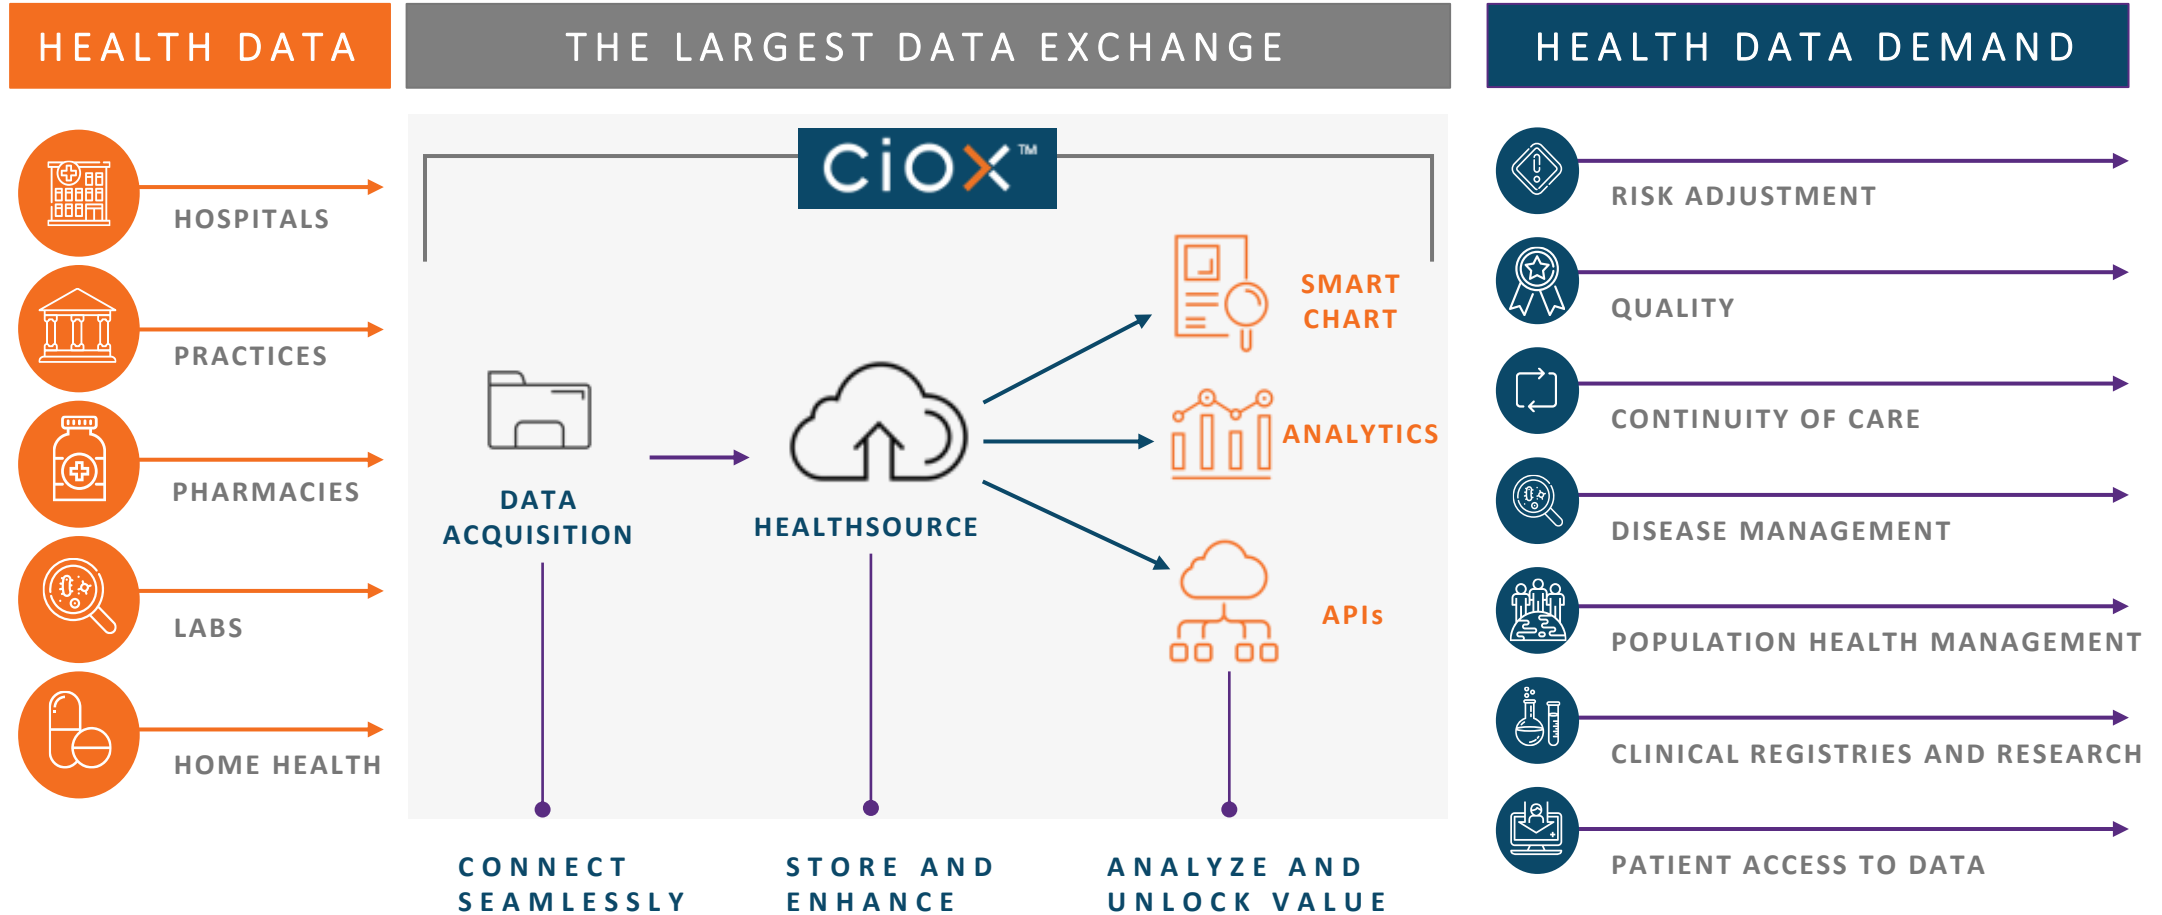 HEALTH DATA
THE LARGEST DATA EXCHANGE
HEALTH DATA DEMAND
HOSPITALS
PRACTICES
PHARMACIES
LABS
HOME HEALTH
ciox™
DATA
ACQUISITION
HEALTHSOURCE
SMART
CHART
ANALYTICS
APIs
CONNECT
SEAMLESSLY
STORE AND
ENHANCE
ANALYZE AND
UNLOCK VALUE
RISK ADJUSTMENT
QUALITY
CONTINUITY OF CARE
DISEASE MANAGEMENT
POPULATION HEALTH MANAGEMENT
CLINICAL REGISTRIES AND RESEARCH
PATIENT ACCESS TO DATA